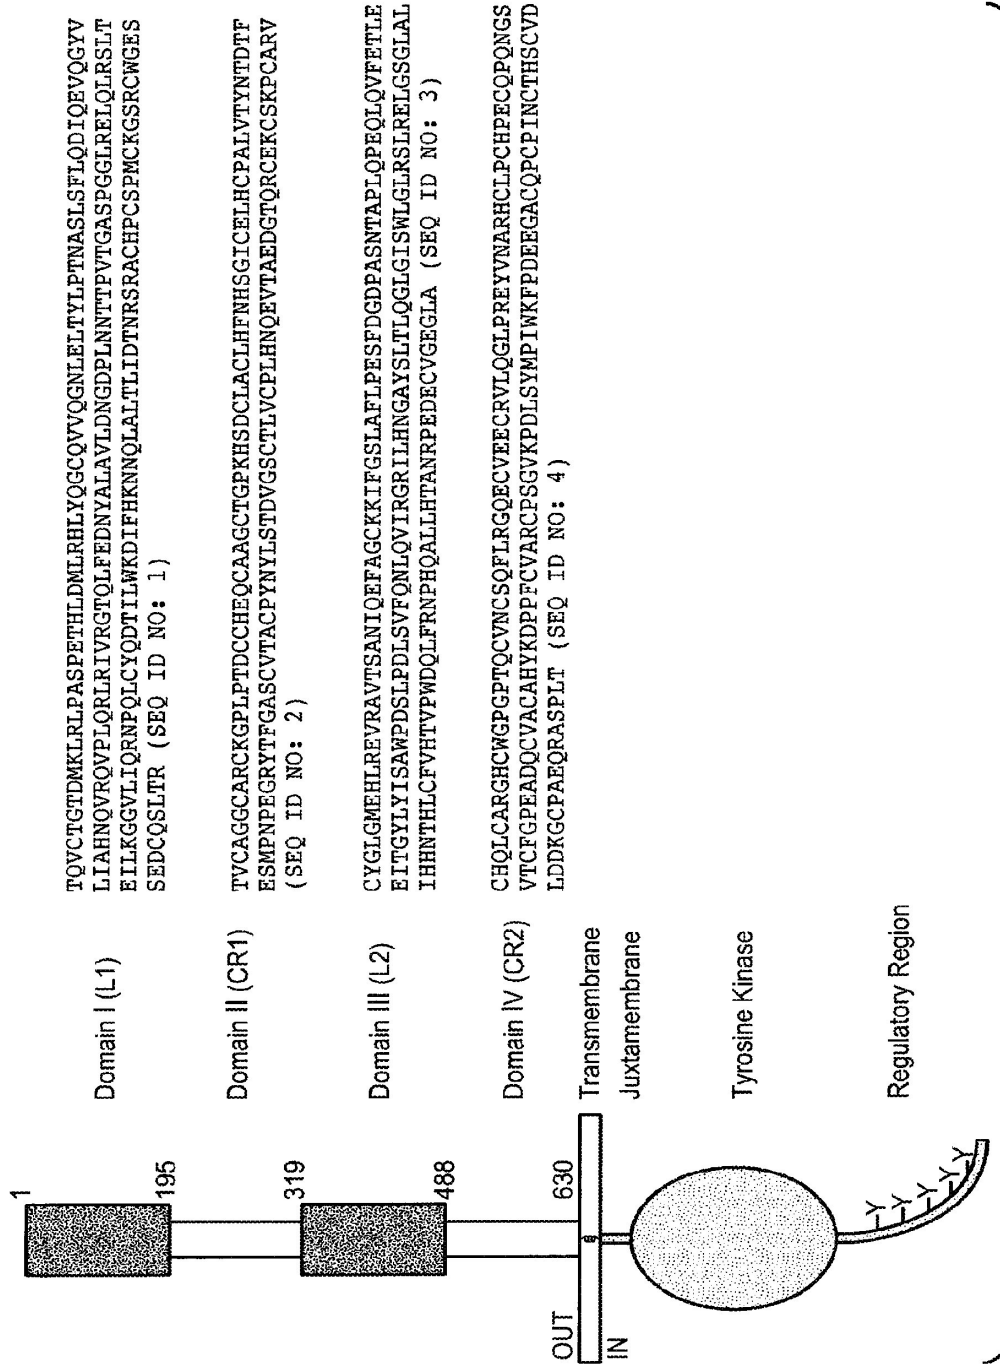 1
195
319
488
630
OUT
IN
Domain I (L1)
TQVCTGTDMKLRLPASPETHLDMLRHLYQGCQVVQGNLELTYLPTNASLSFLQDIQEVQGYV
LIAHNQVRQVPLQRLRIVRGTQLFEDNYALAVLDNGDPLNNTTPVTGASPGGLRELQLRSLT
EILKGGVLIQRNPQLCYQDTILWKDIFHKNNQLALTLIDTNRSRACHPCSPMCKGSRCWGES
SEDCQSLTR (SEQ ID NO: 1)
Domain II (CR1)
TVCAGGCARCKGPLPTDCCHEQCAAGCTGPKHSDCLACLHFNHSGICELHCPALVTYNTDTF
ESMPNPEGRYTFGASCVTACPYNYLSTDVGSCTLVCPLHNQEVTAEDGTQRCEKCSKPCARV
(SEQ ID NO: 2)
Domain III (L2)
CYGLGMEHLREVRAVTSANIQEFAGCKKIFGSLAFLPESFDGDPASNTAPLQPEQLQVFETLE
EITGYLYISAWPDSLPDLSVFQNLQVIRGRILHNGAYSLTLQGLGISWLGLRSLRELGSGLAL
IHHNTHLCFVHTVPWDQLFRNPHQALLHTANRPEDECVGEGLA (SEQ ID NO: 3)
Domain IV (CR2)
CHQLCARGHCWGPGPTQCVNCSQFLRGQECVEECRVLQGLPREYVNARHCLPCHPECQPQNGS
VTCFGPEADQCVACAHYKDPPFCVARCPSGVKPDLSYMPIWKFPDEEGACQPCPINCTHSCVD
LDDKGCPAEQRASPLT (SEQ ID NO: 4)
Transmembrane
Juxtamembrane
Tyrosine Kinase
Regulatory Region
Y
Y
Y
Y
Y